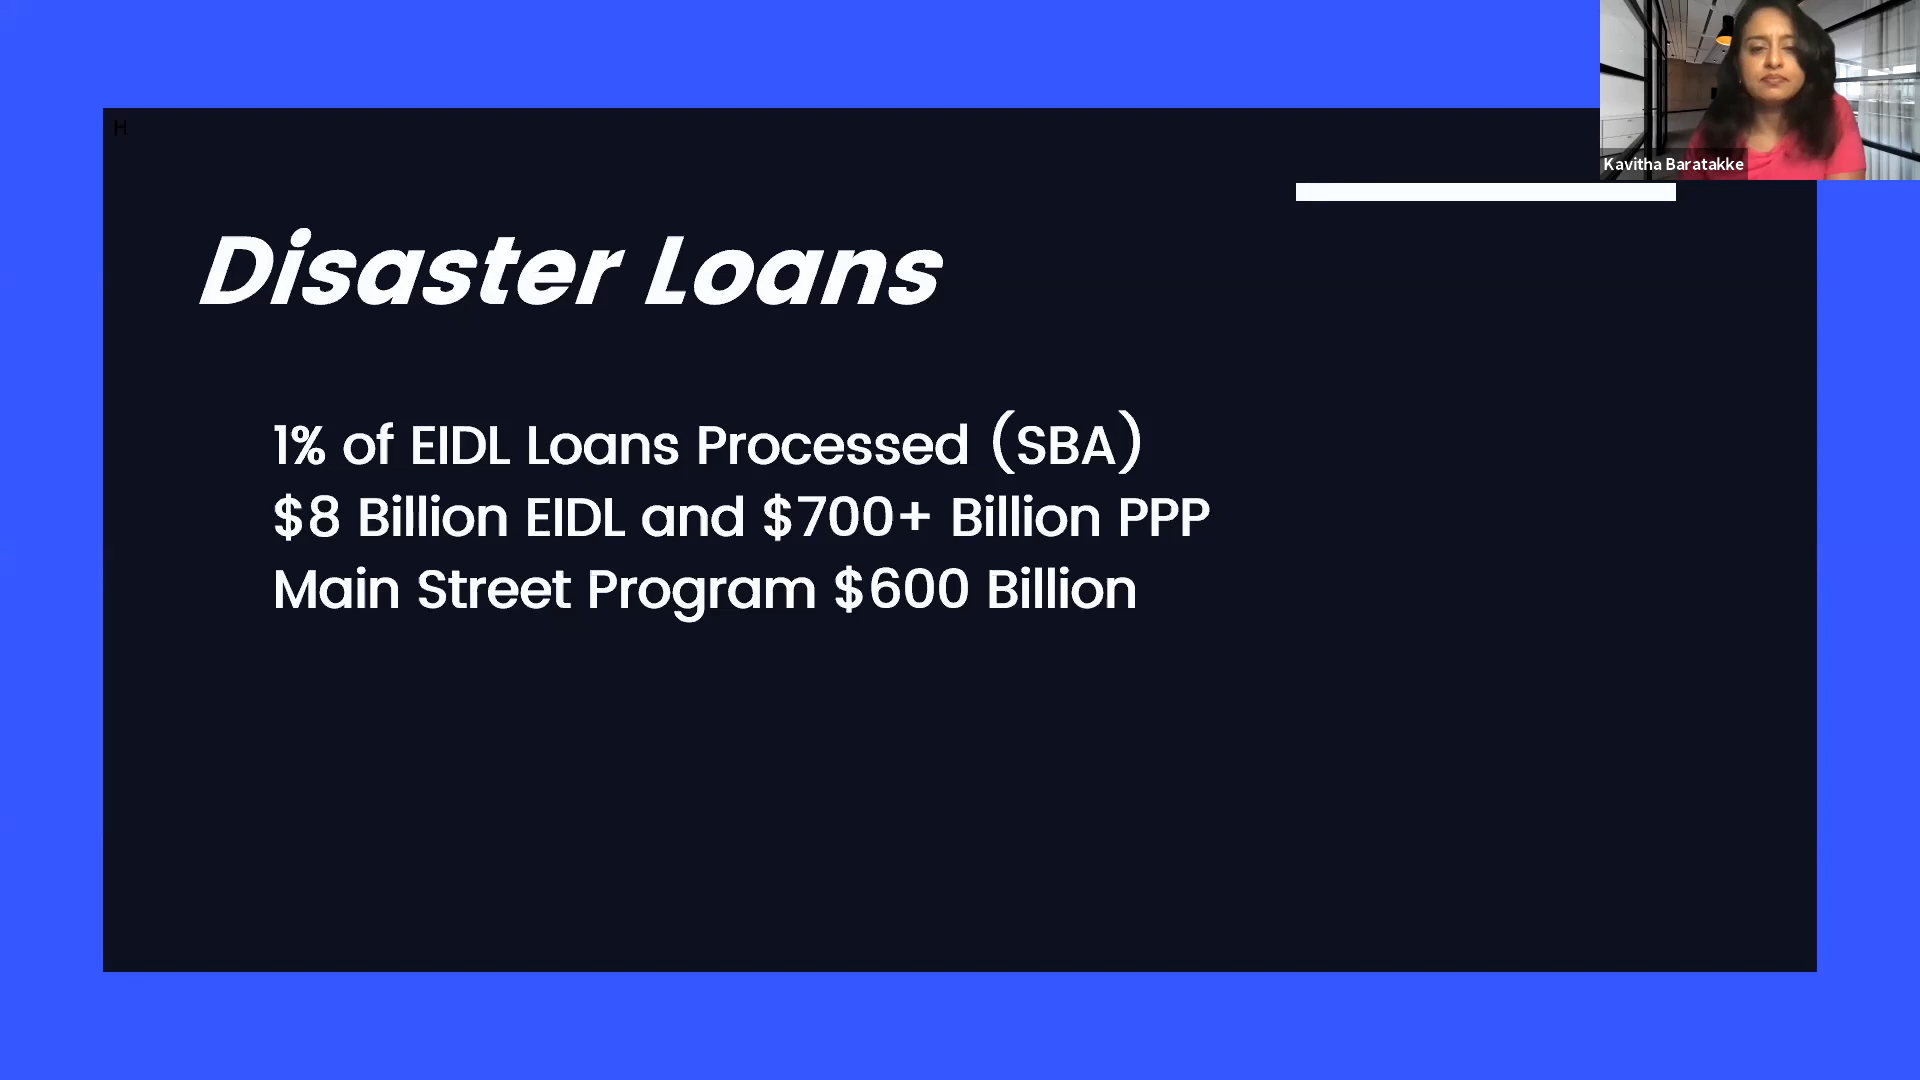 H
Kavitha Baratakke
Disaster Loans
1% of EIDL Loans Processed (SBA)
$8 Billion EIDL and $700+ Billion PPP
Main Street Program $600 Billion